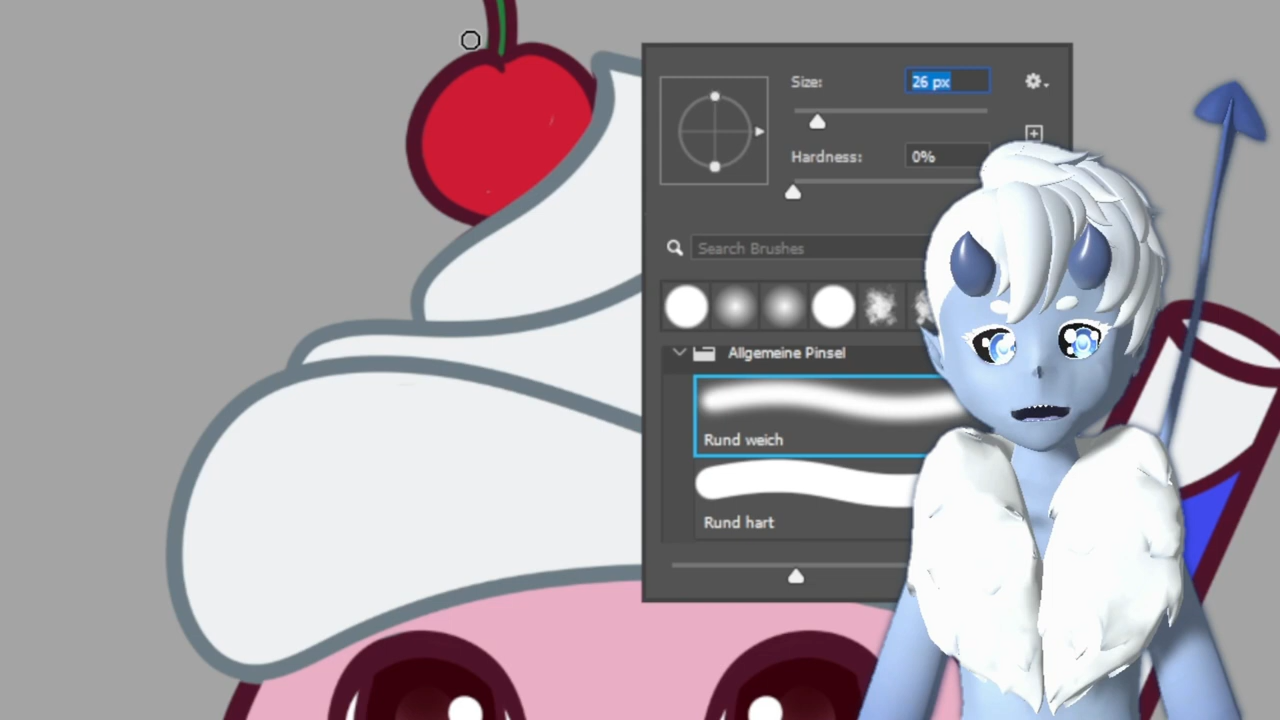 Size:
26 px
Hardness:
0%
Search Brushes
Allgemeine Pinsel
Rund weich
Rund hart